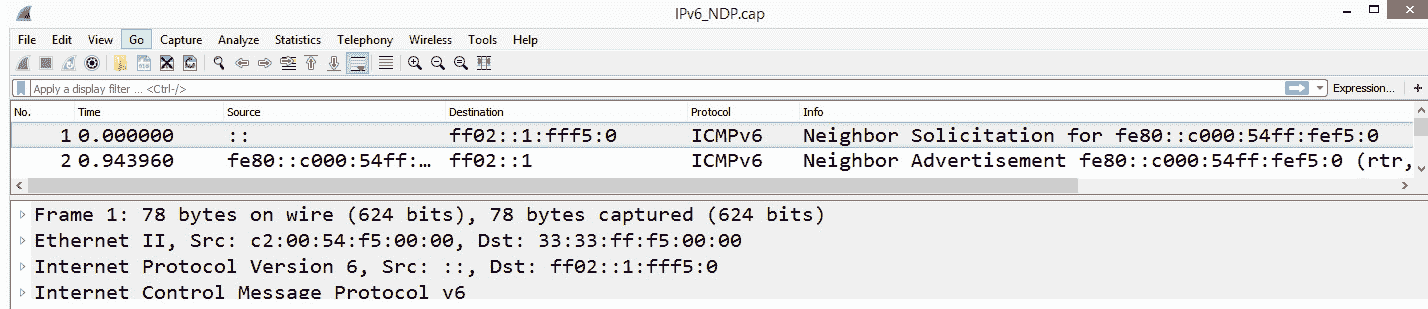 IPv6_NDP.cap
File Edit View Go Capture Analyze Statistics Telephony Wireless Tools Help
Apply a display filter ... <Ctrl-/> Expression... +
No. Time Source Destination Protocol Info
1 0.000000 :: ff02::1:fff5:0 ICMPv6 Neighbor Solicitation for fe80::c000:54ff:fef5:0
2 0.943960 fe80::c000:54ff:… ff02::1 ICMPv6 Neighbor Advertisement fe80::c000:54ff:fef5:0 (rtr,
Frame 1: 78 bytes on wire (624 bits), 78 bytes captured (624 bits)
Ethernet II, Src: c2:00:54:f5:00:00, Dst: 33:33:ff:f5:00:00
Internet Protocol Version 6, Src: ::, Dst: ff02::1:fff5:0
Internet Control Message Protocol v6